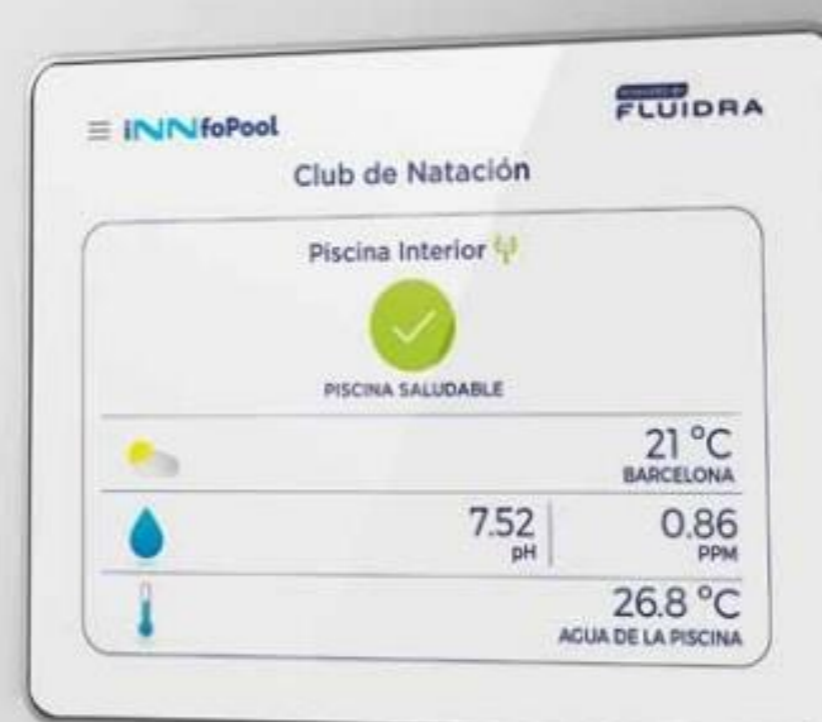 iNNfoPool
FLUIDRA
Club de Natación
Piscina Interior
PISCINA SALUDABLE
21 °C
BARCELONA
7.52
pH
0.86
PPM
26.8 °C
AGUA DE LA PISCINA